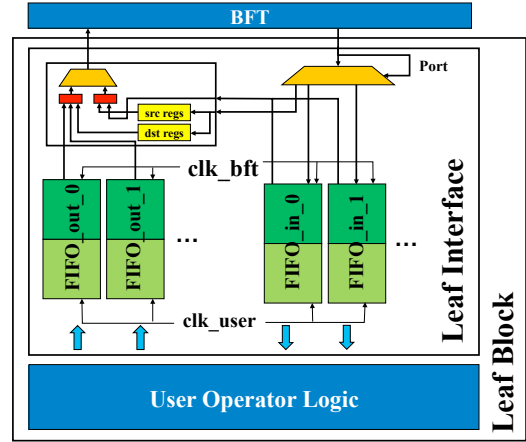 BFT
Port
src regs
dst regs
clk_bft
FIFO_out_0
FIFO_out_1
...
FIFO_in_0
FIFO_in_1
...
clk_user
Leaf Interface
Leaf Block
User Operator Logic